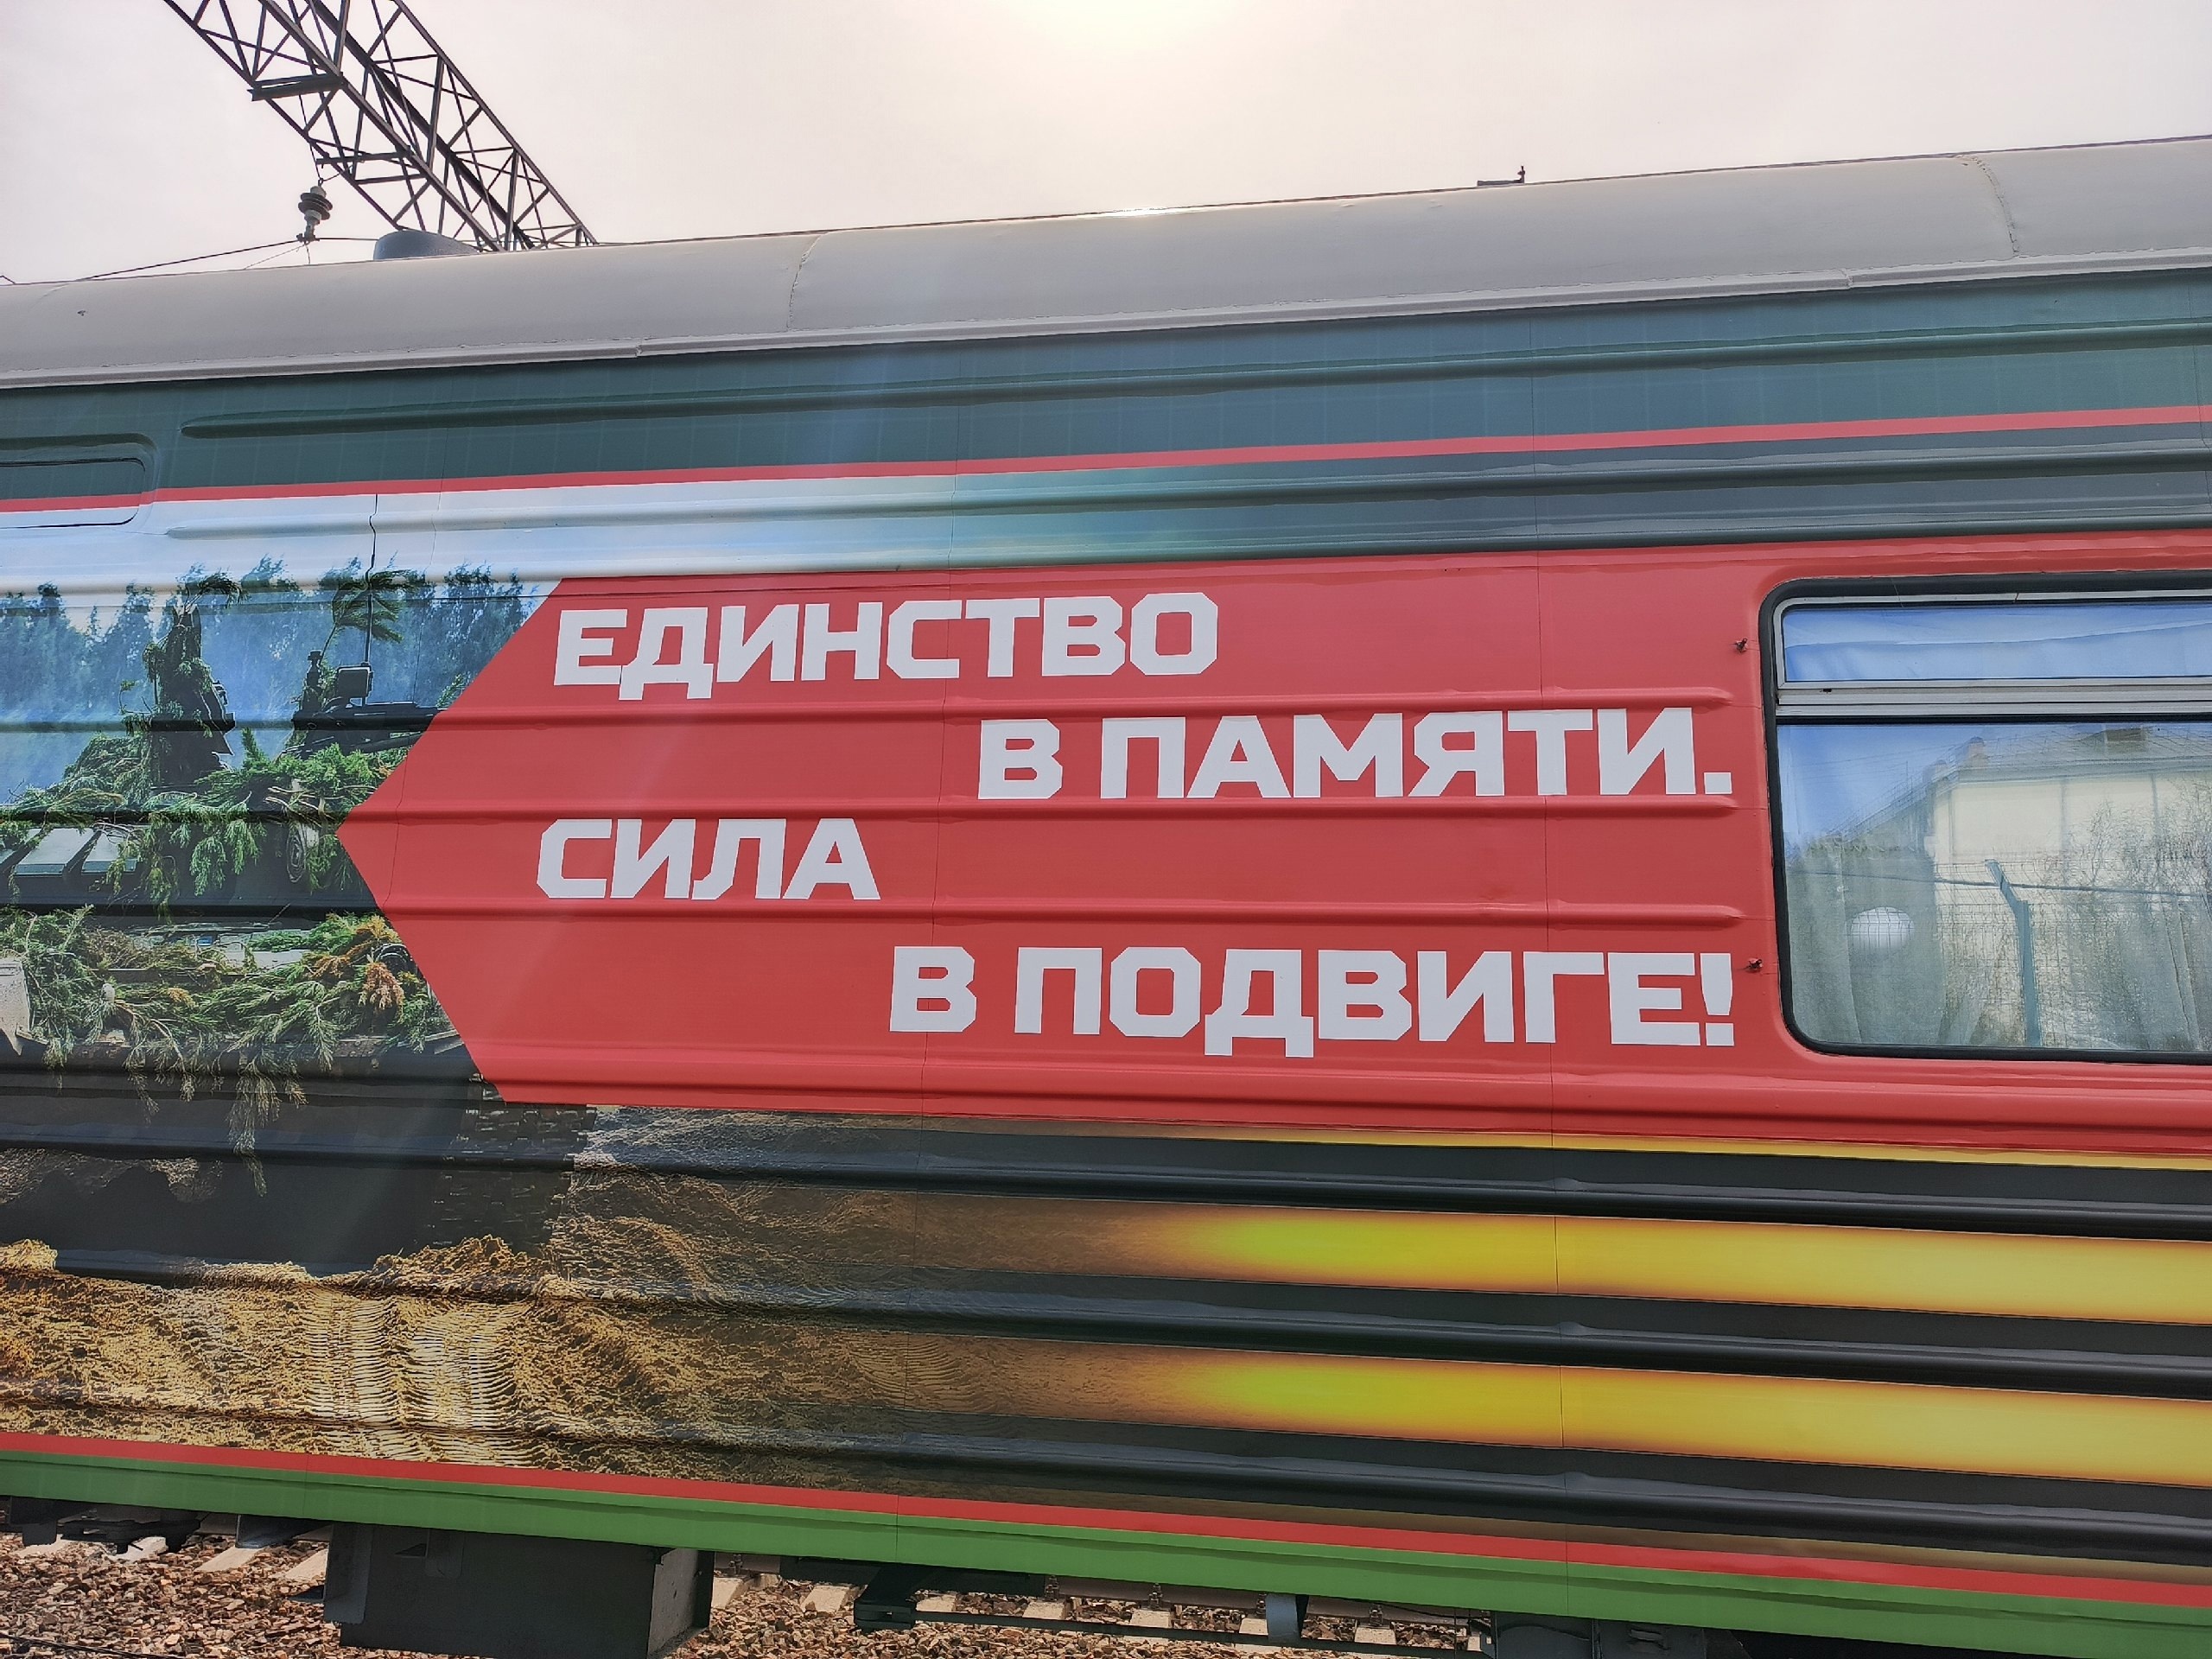 ЕДИНСТВО
В ПАМЯТИ.
СИЛА
В ПОДВИГЕ!